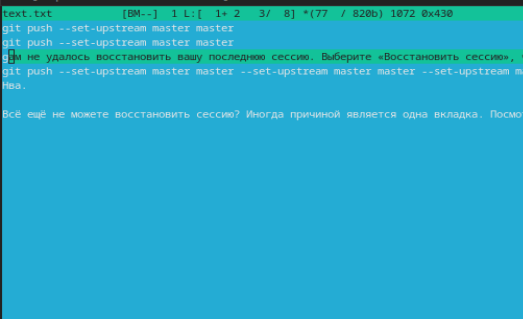 text.txt [BM--] 1 L:[ 1+ 2 3/ 8] *(77 / 820b) 1072 0x430
git push --set-upstream master master
git push --set-upstream master master
ам не удалось восстановить вашу последнюю сессию. Выберите «Восстановить сессию»,
git push --set-upstream master master --set-upstream master master --set-upstream
Нва.
Всё ещё не можете восстановить сессию? Иногда причиной является одна вкладка.